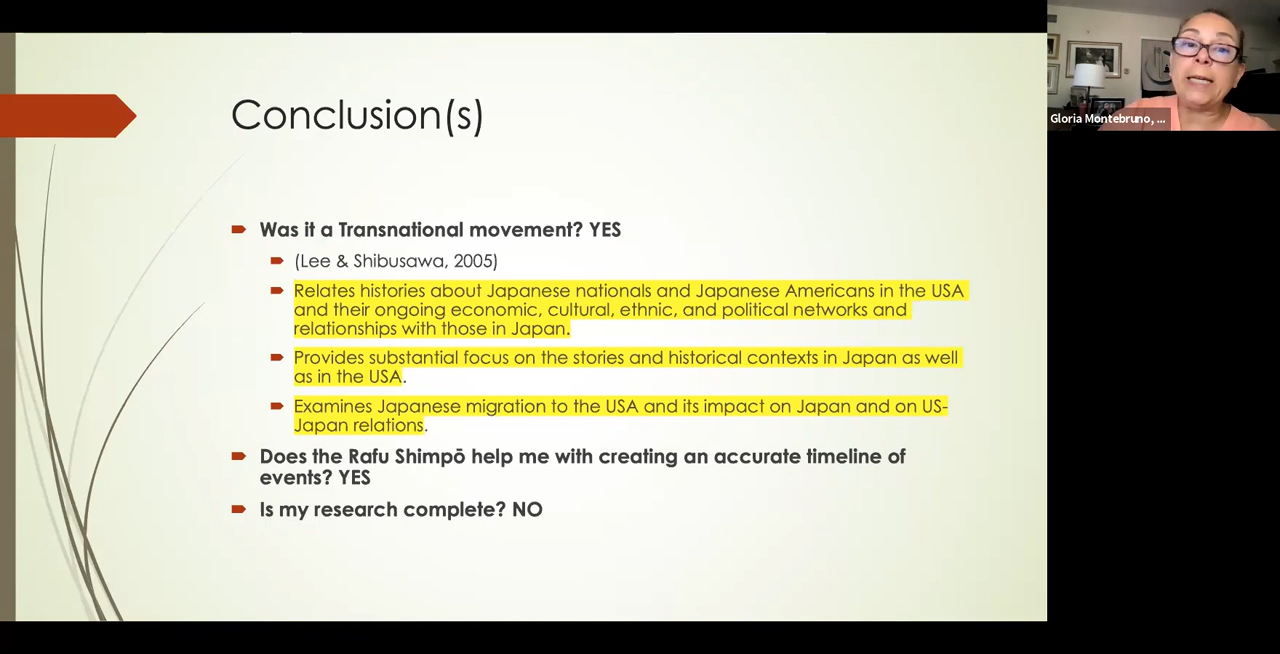 Conclusion(s)
Was it a Transnational movement? YES
(Lee & Shibusawa, 2005)
Relates histories about Japanese nationals and Japanese Americans in the USA
and their ongoing economic, cultural, ethnic, and political networks and
relationships with those in Japan.
Provides substantial focus on the stories and historical contexts in Japan as well
as in the USA.
Examines Japanese migration to the USA and its impact on Japan and on US-
Japan relations.
Does the Rafu Shimpō help me with creating an accurate timeline of
events? YES
Is my research complete? NO
Gloria Montebruno, ...